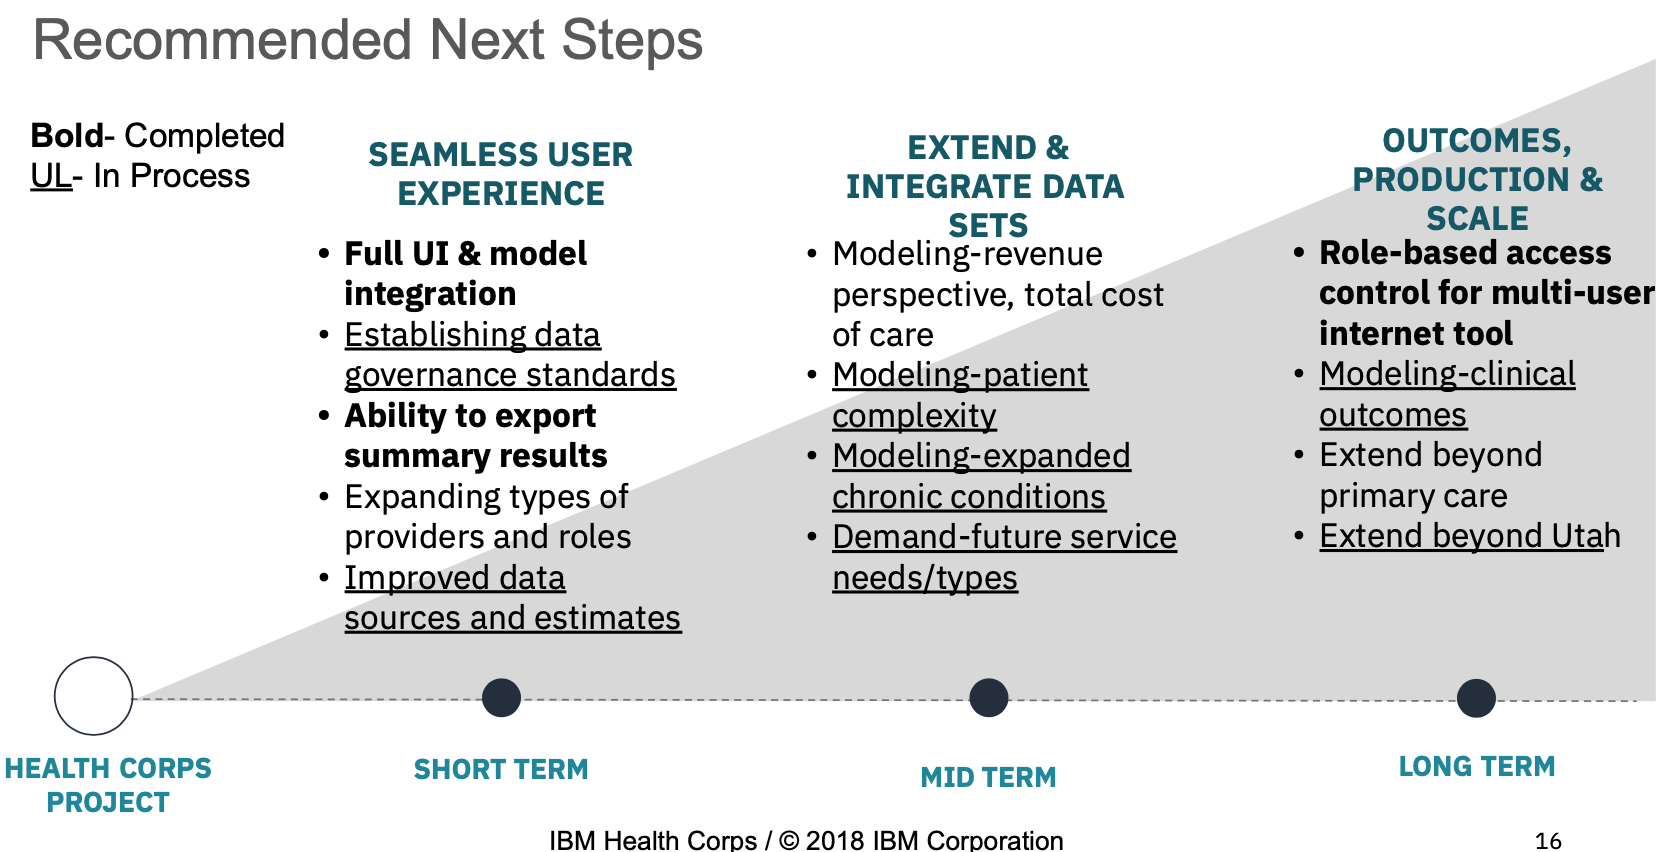 Recommended Next Steps
Bold- Completed
UL- In Process
SEAMLESS USER
EXPERIENCE
• Full UI & model
integration
• Establishing data
governance standards
• Ability to export
summary results
• Expanding types of
providers and roles
• Improved data
sources and estimates
EXTEND &
INTEGRATE DATA
SETS
• Modeling-revenue
perspective, total cost
of care
• Modeling-patient
complexity
• Modeling-expanded
chronic conditions
• Demand-future service
needs/types
OUTCOMES,
PRODUCTION &
SCALE
• Role-based access
control for multi-user
internet tool
• Modeling-clinical
outcomes
• Extend beyond
primary care
• Extend beyond Utah
HEALTH CORPS
PROJECT
SHORT TERM
MID TERM
LONG TERM
IBM Health Corps / © 2018 IBM Corporation
16